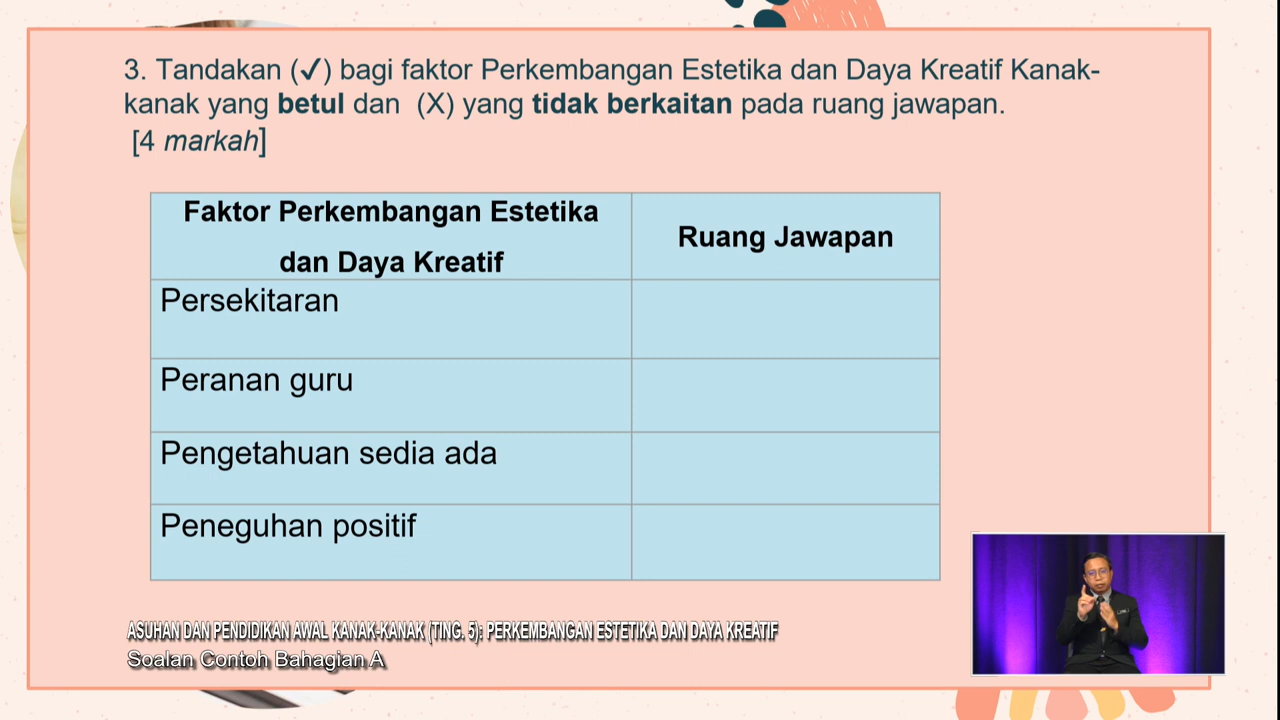 3. Tandakan (✓) bagi faktor Perkembangan Estetika dan Daya Kreatif Kanak-
kanak yang betul dan (X) yang tidak berkaitan pada ruang jawapan.
[4 markah]
Faktor Perkembangan Estetika
dan Daya Kreatif
Ruang Jawapan
Persekitaran
Peranan guru
Pengetahuan sedia ada
Peneguhan positif
ASUHAN DAN PENDIDIKAN AWAL KANAK-KANAK (TING. 5): PERKEMBANGAN ESTETIKA DAN DAYA KREATIF
Soalan Contoh Bahagian A